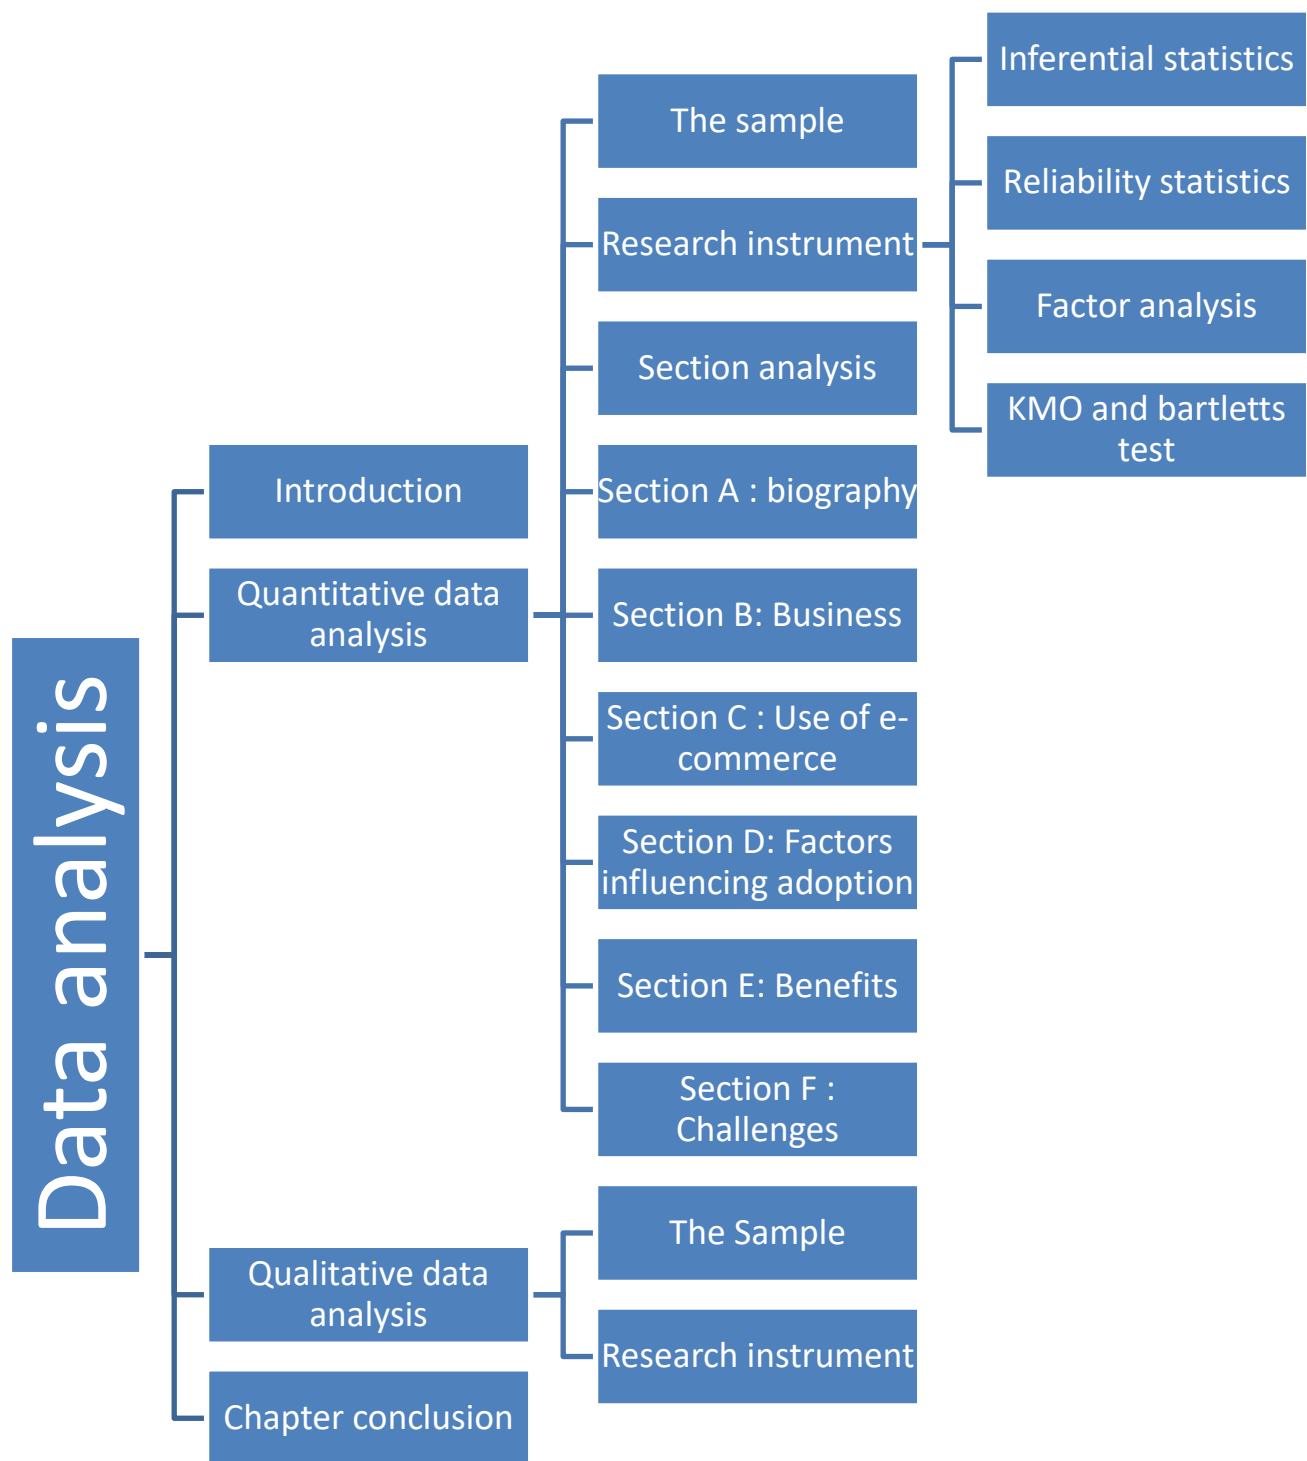 Data analysis
Introduction
Quantitative data
analysis
The sample
Research instrument
Inferential statistics
Reliability statistics
Factor analysis
KMO and bartletts
test
Section analysis
Section A : biography
Section B: Business
Section C : Use of e-
commerce
Section D: Factors
influencing adoption
Section E: Benefits
Section F :
Challenges
Qualitative data
analysis
The Sample
Research instrument
Chapter conclusion